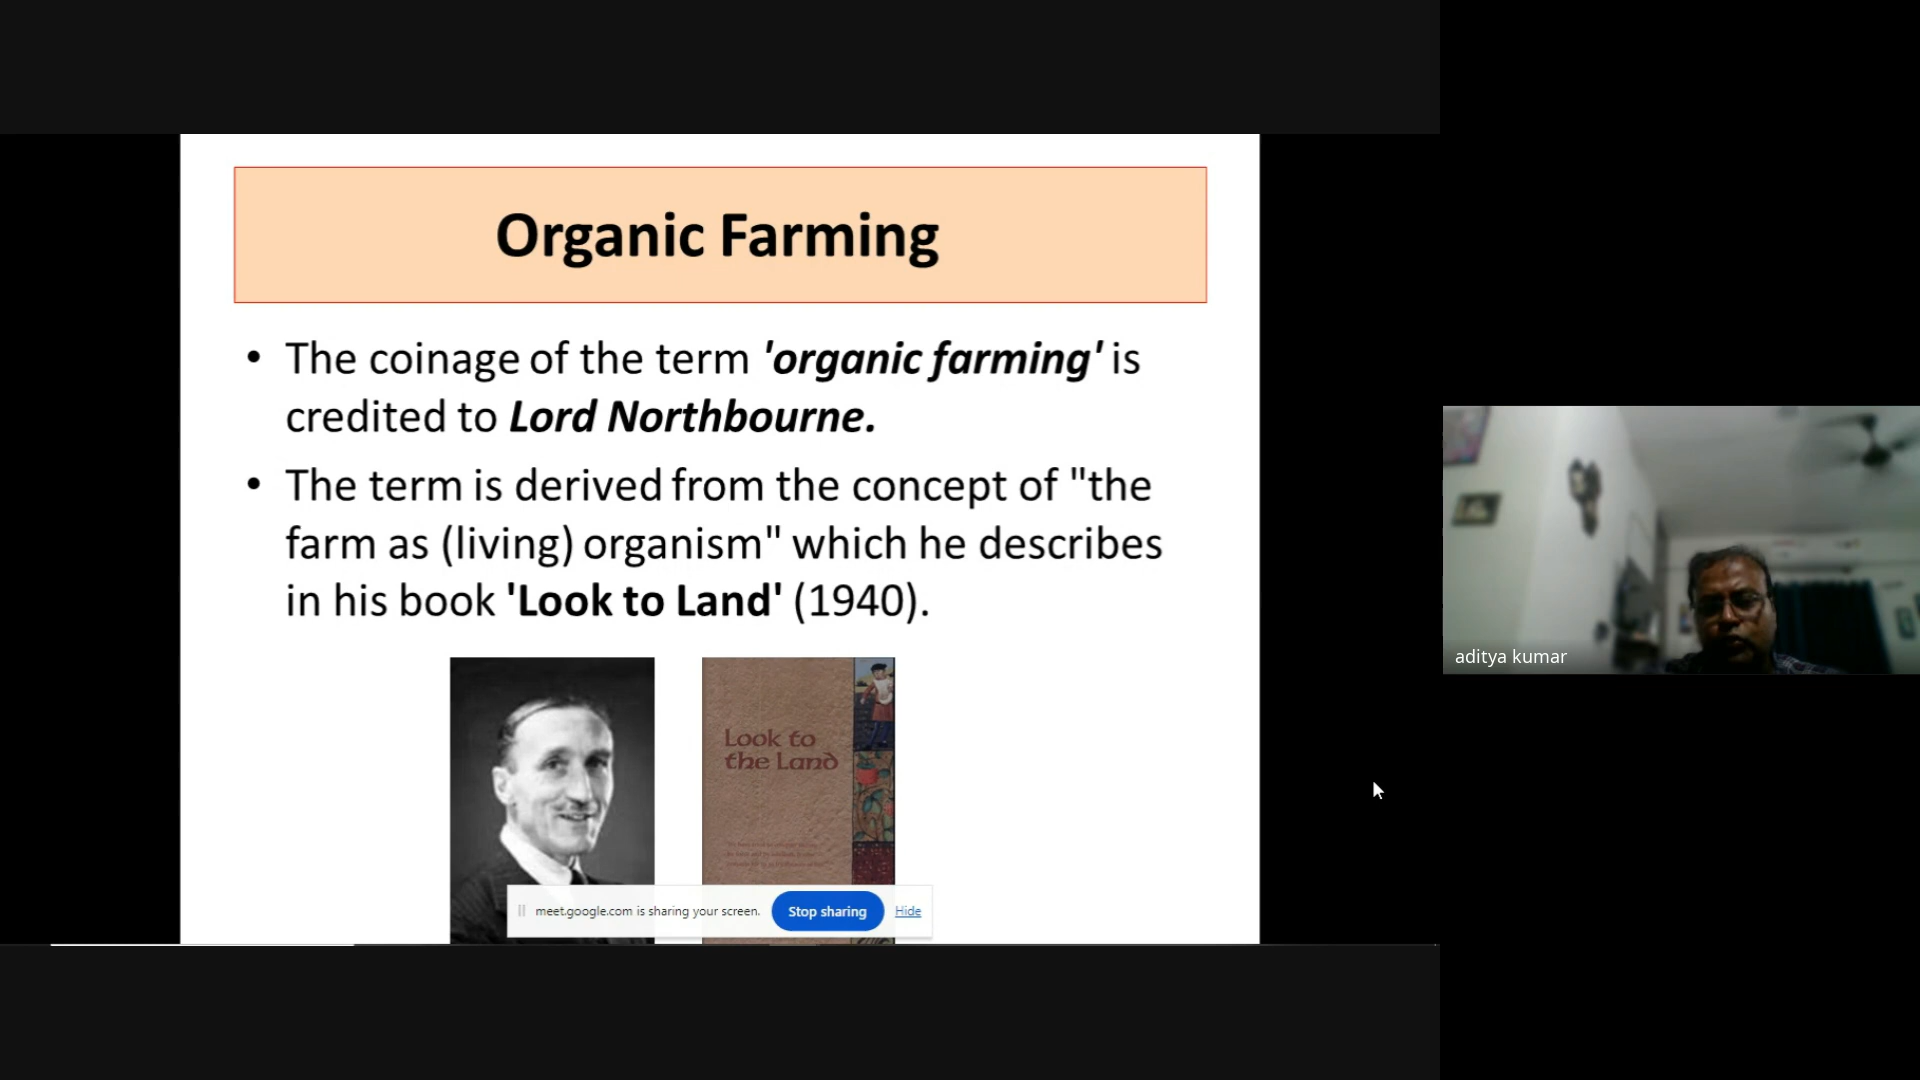 Organic Farming
• The coinage of the term 'organic farming' is
credited to Lord Northbourne.
• The term is derived from the concept of "the
farm as (living) organism" which he describes
in his book 'Look to Land' (1940).
Look to
the Land
meet.google.com is sharing your screen. Stop sharing Hide
aditya kumar